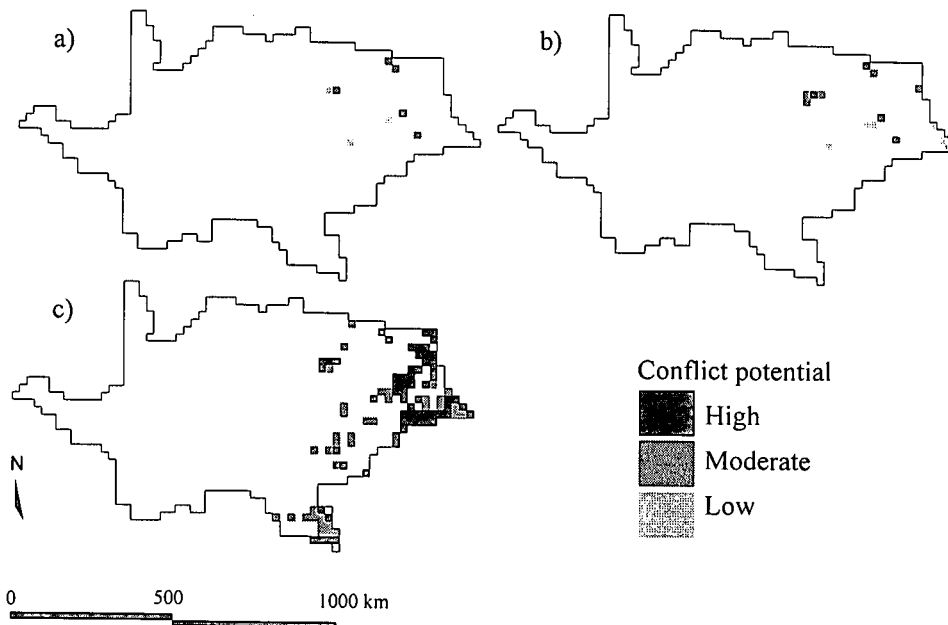 a)
b)
c)
Conflict potential
High
Moderate
Low
N
0 500 1000 km